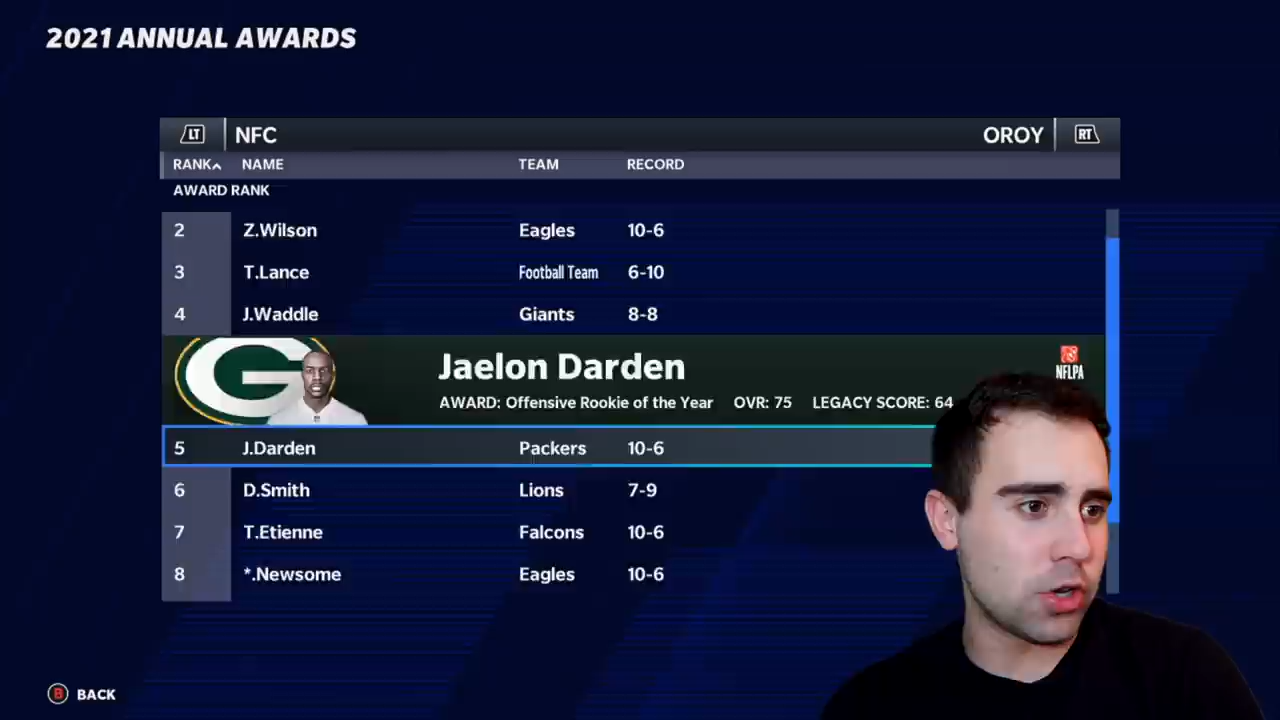 2021 ANNUAL AWARDS
LT NFC OROY RT
RANK NAME TEAM RECORD
AWARD RANK
2 Z.Wilson Eagles 10-6
3 T.Lance Football Team 6-10
4 J.Waddle Giants 8-8
G Jaelon Darden NFLPA
AWARD: Offensive Rookie of the Year OVR: 75 LEGACY SCORE: 64
5 J.Darden Packers 10-6
6 D.Smith Lions 7-9
7 T.Etienne Falcons 10-6
8 *.Newsome Eagles 10-6
B BACK